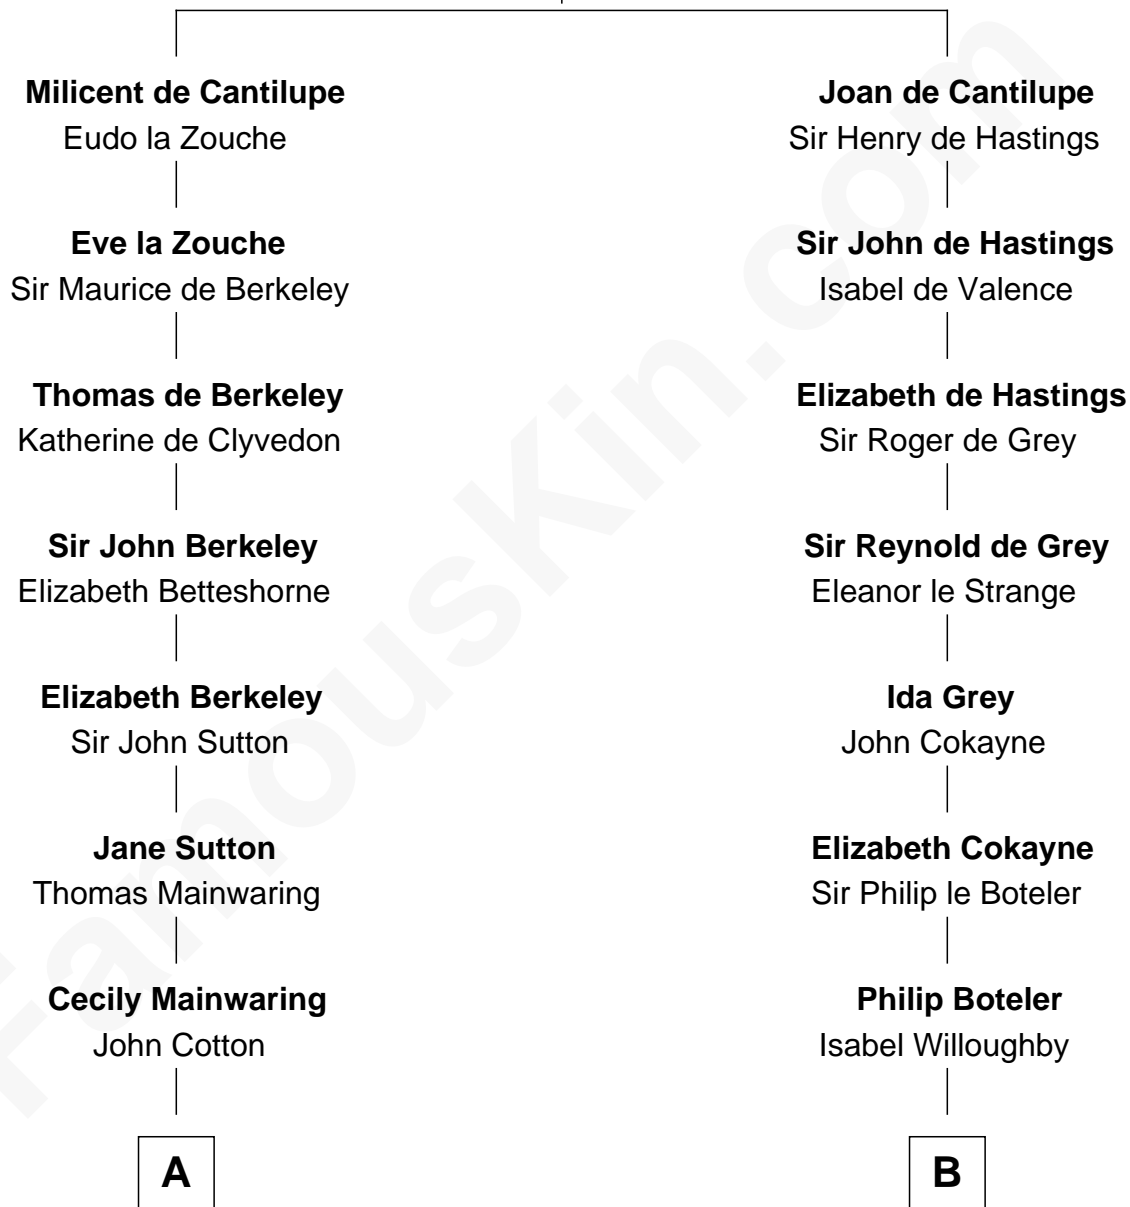 Milicent de Cantilupe
Eudo la Zouche
Eve la Zouche
Sir Maurice de Berkeley
Thomas de Berkeley
Katherine de Clyvedon
Sir John Berkeley
Elizabeth Betteshorne
Elizabeth Berkeley
Sir John Sutton
Jane Sutton
Thomas Mainwaring
Cecily Mainwaring
John Cotton
A
Joan de Cantilupe
Sir Henry de Hastings
Sir John de Hastings
Isabel de Valence
Elizabeth de Hastings
Sir Roger de Grey
Sir Reynold de Grey
Eleanor le Strange
Ida Grey
John Cokayne
Elizabeth Cokayne
Sir Philip le Boteler
Philip Boteler
Isabel Willoughby
B
FamousKin.com